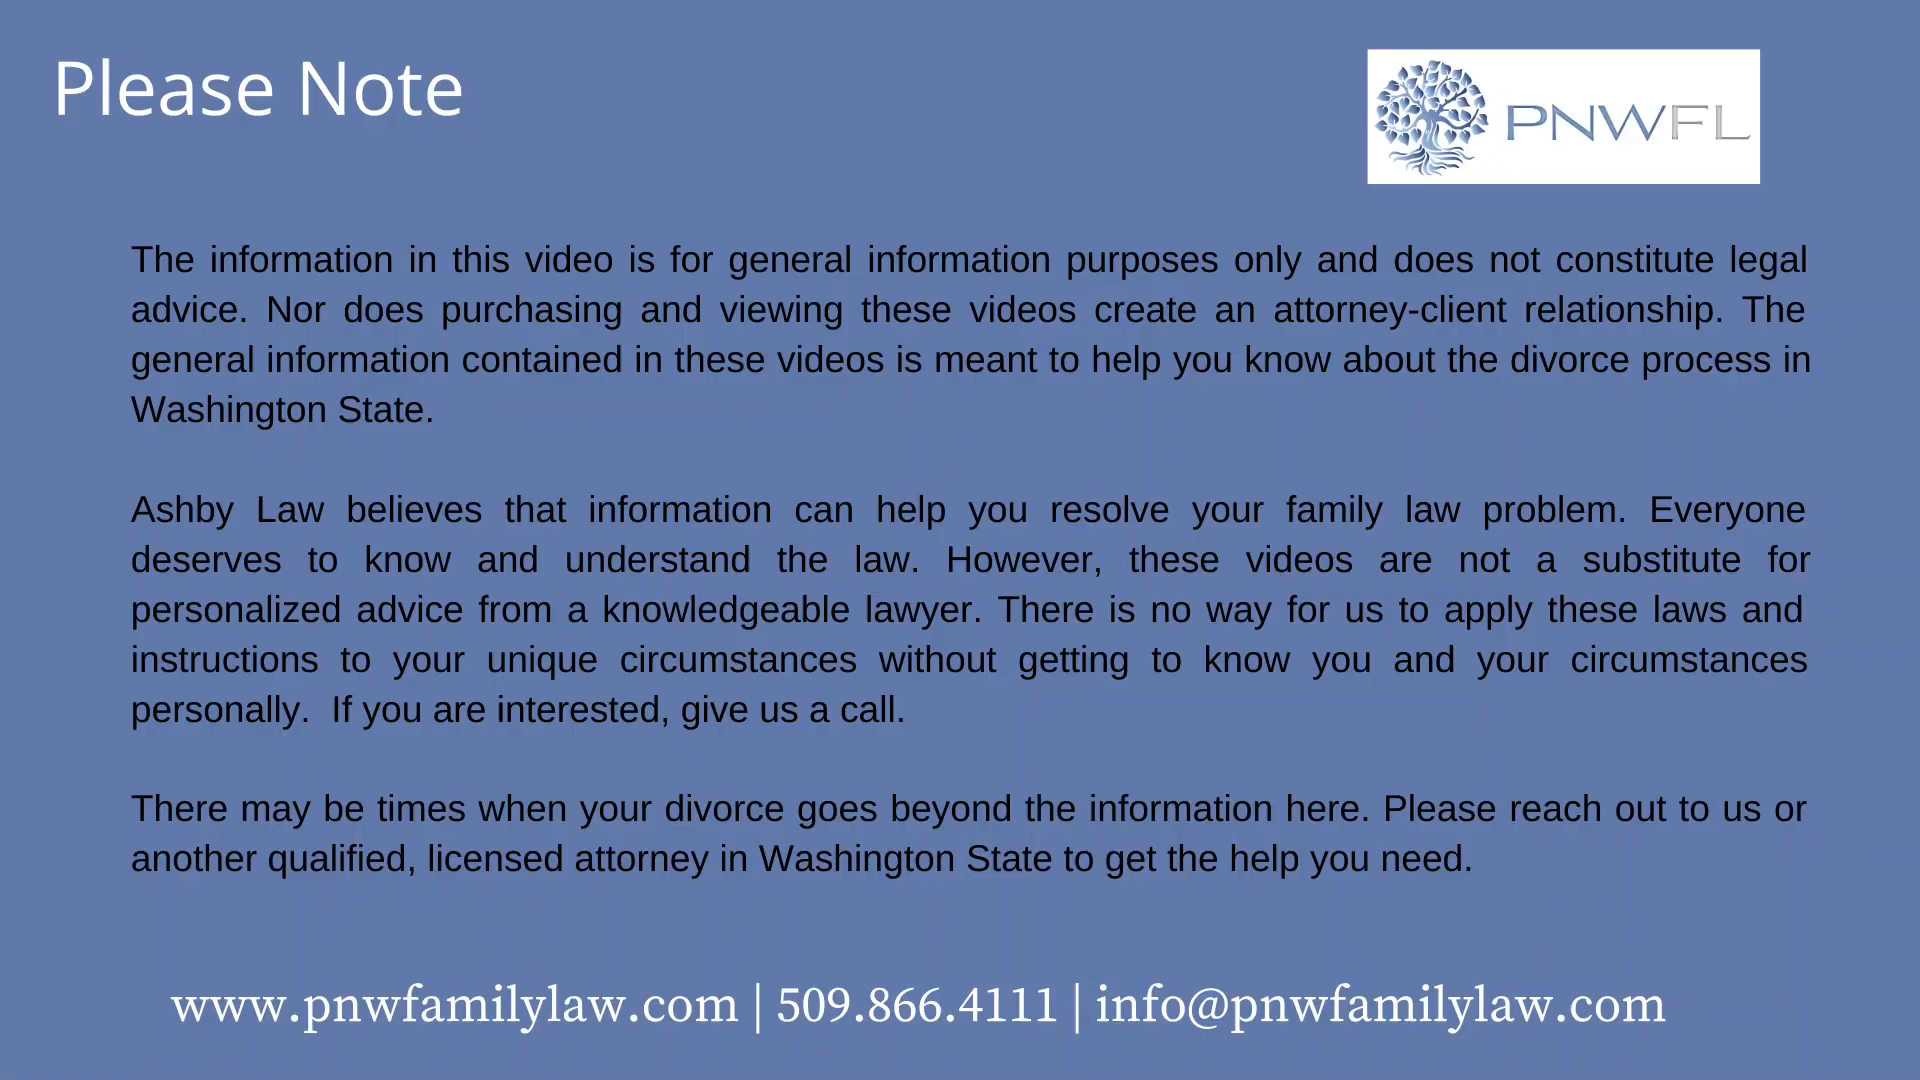 Please Note
PNWFL
The information in this video is for general information purposes only and does not constitute legal
advice. Nor does purchasing and viewing these videos create an attorney-client relationship. The
general information contained in these videos is meant to help you know about the divorce process in
Washington State.
Ashby Law believes that information can help you resolve your family law problem. Everyone
deserves to know and understand the law. However, these videos are not a substitute for
personalized advice from a knowledgeable lawyer. There is no way for us to apply these laws and
instructions to your unique circumstances without getting to know you and your circumstances
personally.  If you are interested, give us a call.
There may be times when your divorce goes beyond the information here. Please reach out to us or
another qualified, licensed attorney in Washington State to get the help you need.
www.pnwfamilylaw.com | 509.866.4111 | info@pnwfamilylaw.com